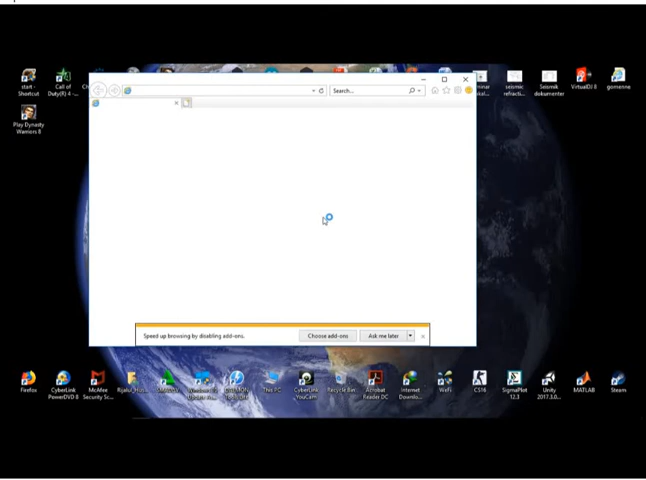 Search...
start -
Shortcut
Call of
Duty(R) 4 -...
seismic
refracti...
Seismik
dokumenter
VirtualDJ 8
gomenne
Play Dynasty
Warriors 8
Speed up browsing by disabling add-ons.
Choose add-ons
Ask me later
Firefox
CyberLink
PowerDVD 8
McAfee
Security Sc...
This PC
CyberLink
YouCam
Recycle Bin
Acrobat
Reader DC
Internet
Downlo...
CS16
SigmaPlot
12.3
Unity
2017.3.0...
MATLAB
Steam